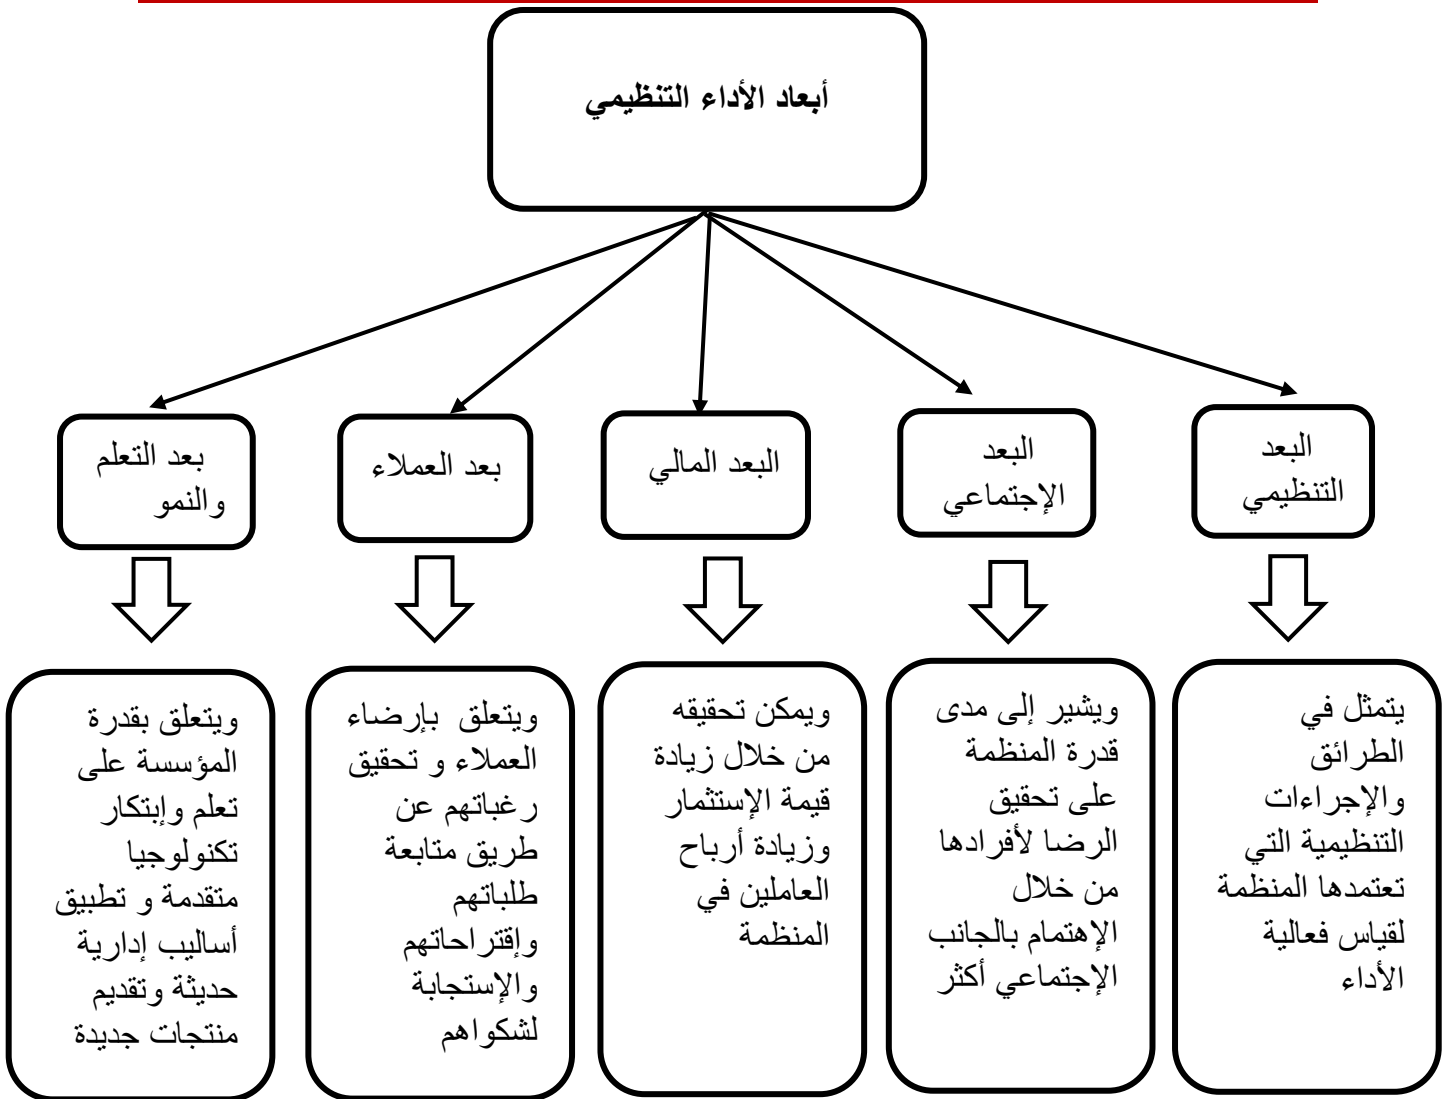 أبعاد الأداء التنظيمي
البعد
التنظيمي
البعد
الإجتماعي
البعد المالي
بعد العملاء
بعد التعلم
والنمو
يتمثل في
الطرائق
والإجراءات
التنظيمية التي
تعتمدها المنظمة
لقياس فعالية
الأداء
ويشير إلى مدى
قدرة المنظمة
على تحقيق
الرضا لأفرادها
من خلال
الاهتمام بالجانب
الإجتماعي أكثر
ويمكن تحقيقه
من خلال زيادة
قيمة الإستثمار
وزيادة أرباح
العاملين في
المنظمة
ويتعلق بإرضاء
العملاء و تحقيق
رغباتهم عن
طريق متابعة
طلباتهم
وإقتراحاتهم
والإستجابة
لشكواهم
ويتعلق بقدرة
المؤسسة على
تعلم وإبتكار
تكنولوجيا
متقدمة و تطبيق
أساليب إدارية
حديثة وتقديم
منتجات جديدة